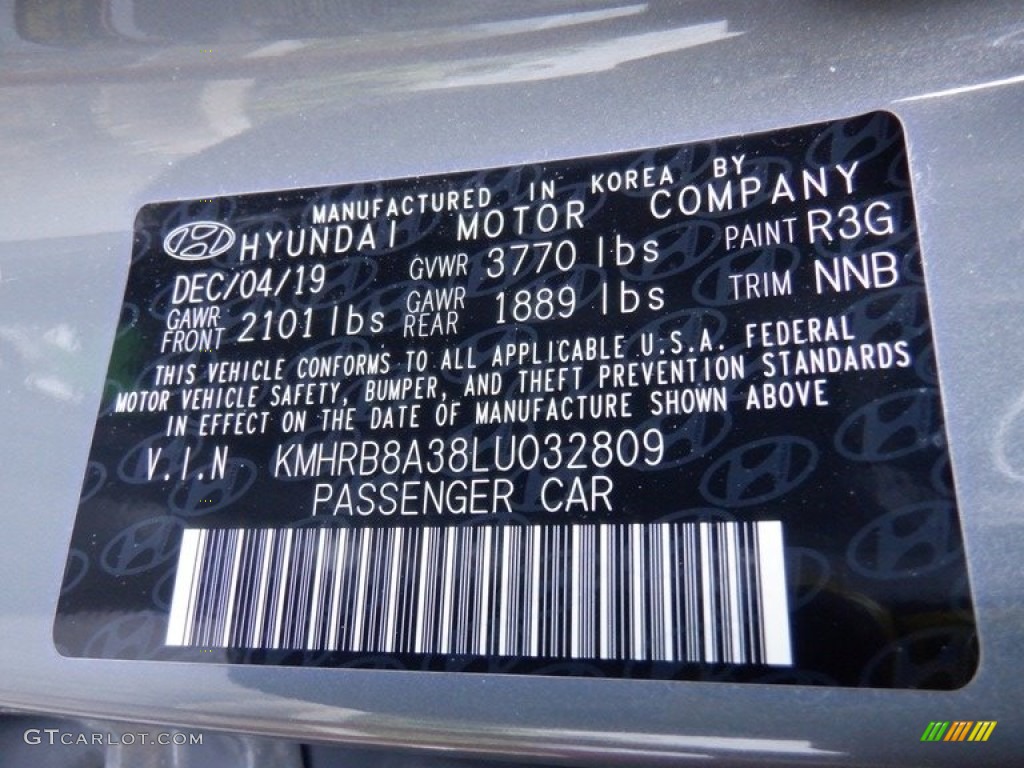 MANUFACTURED IN KOREA BY
HYUNDAI MOTOR COMPANY
DEC/04/19 GVWR 3770 lbs PAINT R3G
GAWR FRONT 2101 lbs GAWR REAR 1889 lbs TRIM NNB
THIS VEHICLE CONFORMS TO ALL APPLICABLE U.S.A. FEDERAL
MOTOR VEHICLE SAFETY, BUMPER, AND THEFT PREVENTION STANDARDS
IN EFFECT ON THE DATE OF MANUFACTURE SHOWN ABOVE
V.I.N KMHRB8A38LU032809
PASSENGER CAR
GTCARLOT.COM